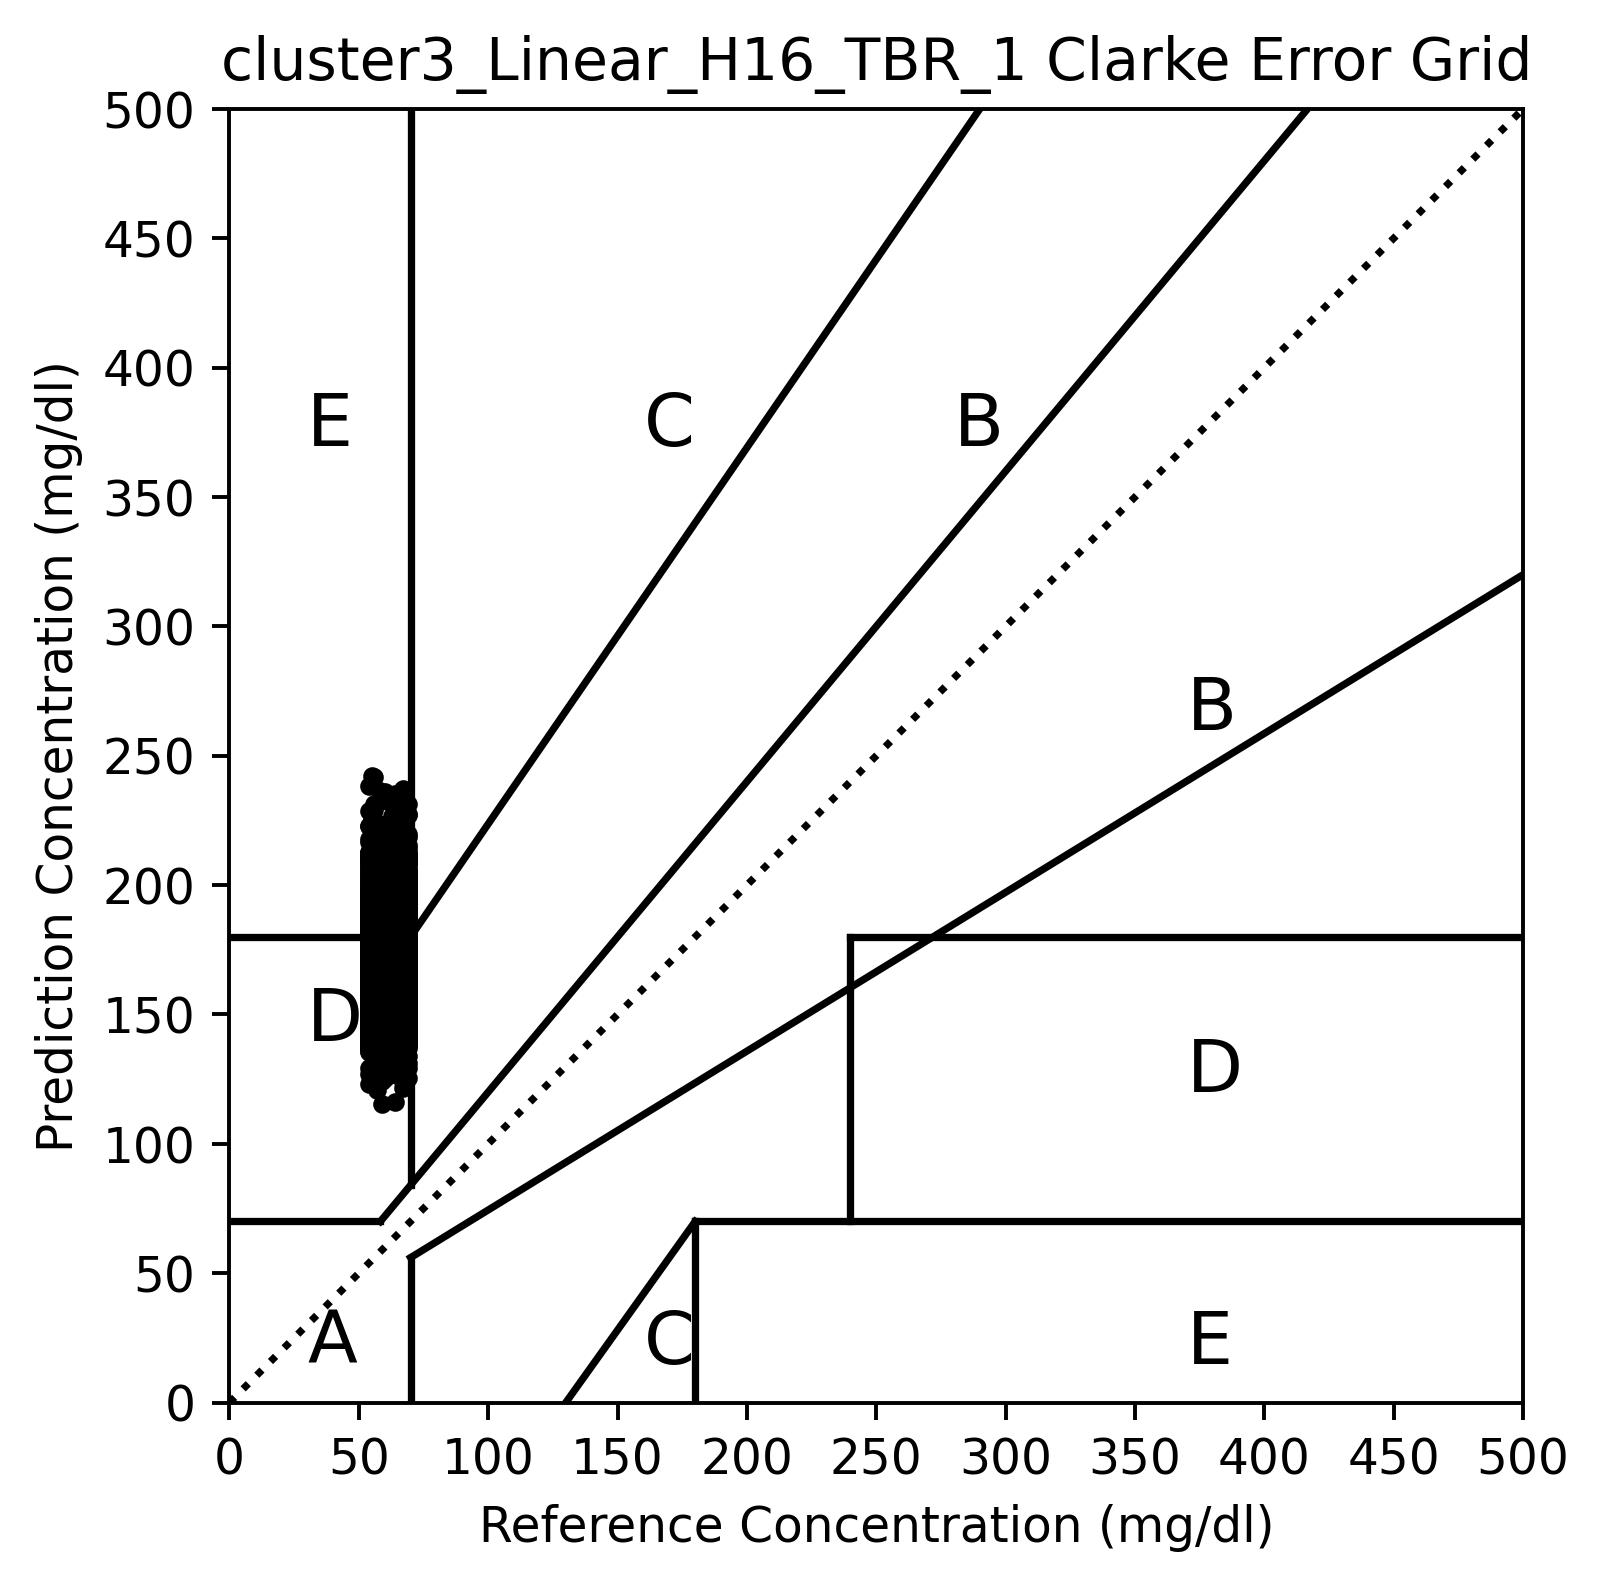 cluster3_Linear_H16_TBR_1 Clarke Error Grid
500
450
400
350
300
250
200
150
100
50
0
Prediction Concentration (mg/dl)
E
C
B
B
D
D
A
C
E
0 50 100 150 200 250 300 350 400 450 500
Reference Concentration (mg/dl)